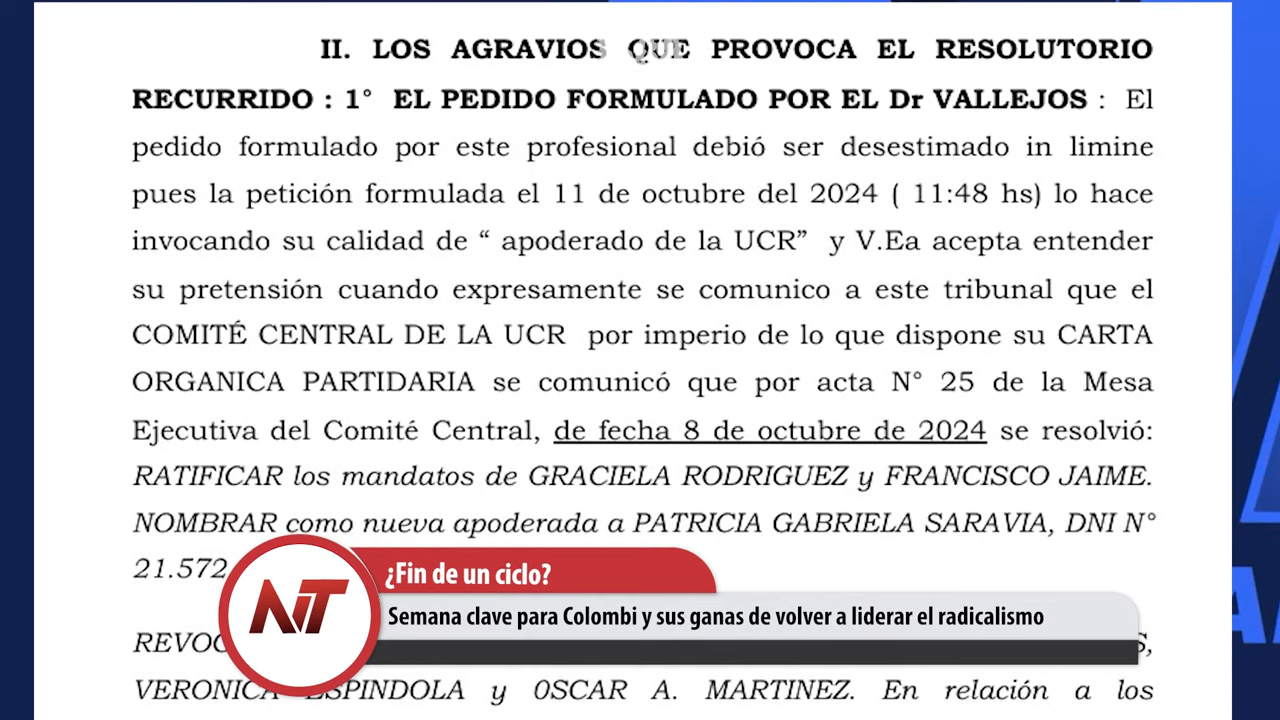 II. LOS AGRAVIOS QUE PROVOCA EL RESOLUTORIO
RECURRIDO : 1° EL PEDIDO FORMULADO POR EL Dr VALLEJOS : El
pedido formulado por este profesional debió ser desestimado in limine
pues la petición formulada el 11 de octubre del 2024 ( 11:48 hs) lo hace
invocando su calidad de “ apoderado de la UCR” y V.Ea acepta entender
su pretensión cuando expresamente se comunico a este tribunal que el
COMITÉ CENTRAL DE LA UCR por imperio de lo que dispone su CARTA
ORGANICA PARTIDARIA se comunicó que por acta N° 25 de la Mesa
Ejecutiva del Comité Central, de fecha 8 de octubre de 2024 se resolvió:
RATIFICAR los mandatos de GRACIELA RODRIGUEZ y FRANCISCO JAIME.
NOMBRAR como nueva apoderada a PATRICIA GABRIELA SARAVIA, DNI N°
21.572
¿Fin de un ciclo?
NT
Semana clave para Colombi y sus ganas de volver a liderar el radicalismo
VERONICA ESPINDOLA y 0SCAR A. MARTINEZ. En relación a los